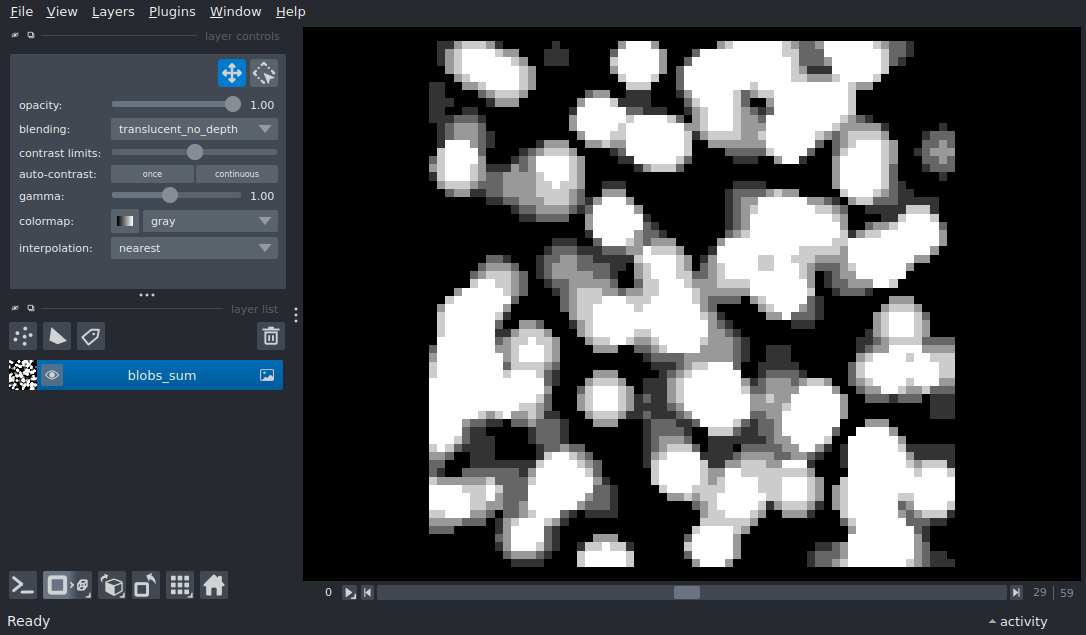 File View Layers Plugins Window Help
layer controls
opacity: 1.00
blending: translucent_no_depth
contrast limits:
auto-contrast: once continuous
gamma: 1.00
colormap: gray
interpolation: nearest
layer list
blobs_sum
0 29 59
Ready activity